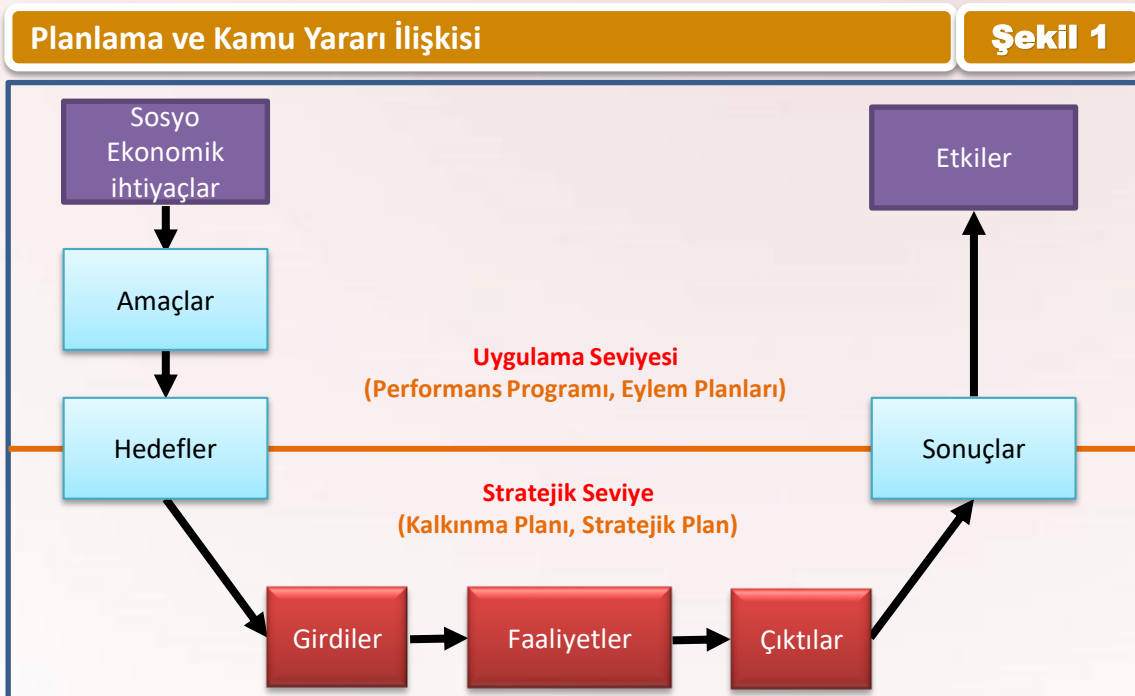 Planlama ve Kamu Yararı İlişkisi
Şekil 1
Sosyo
Ekonomik
ihtiyaçlar
Etkiler
Amaçlar
Uygulama Seviyesi
(Performans Programı, Eylem Planları)
Hedefler
Sonuçlar
Stratejik Seviye
(Kalkınma Planı, Stratejik Plan)
Girdiler
Faaliyetler
Çıktılar